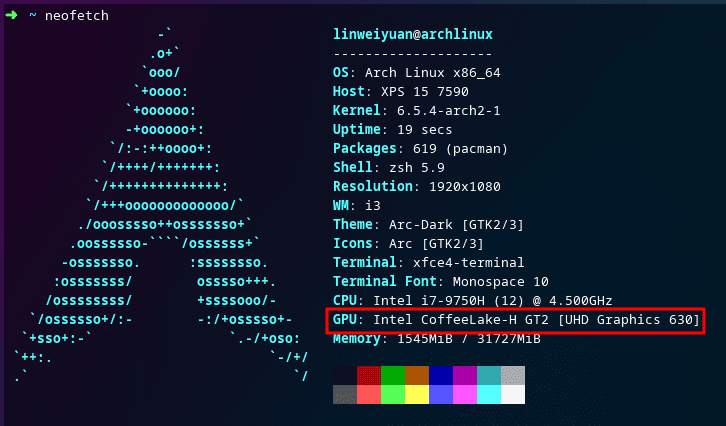 ➜ ~ neofetch
linweiyuan@archlinux
--------------------
OS: Arch Linux x86_64
Host: XPS 15 7590
Kernel: 6.5.4-arch2-1
Uptime: 19 secs
Packages: 619 (pacman)
Shell: zsh 5.9
Resolution: 1920x1080
WM: i3
Theme: Arc-Dark [GTK2/3]
Icons: Arc [GTK2/3]
Terminal: xfce4-terminal
Terminal Font: Monospace 10
CPU: Intel i7-9750H (12) @ 4.500GHz
GPU: Intel CoffeeLake-H GT2 [UHD Graphics 630]
Memory: 1545MiB / 31727MiB